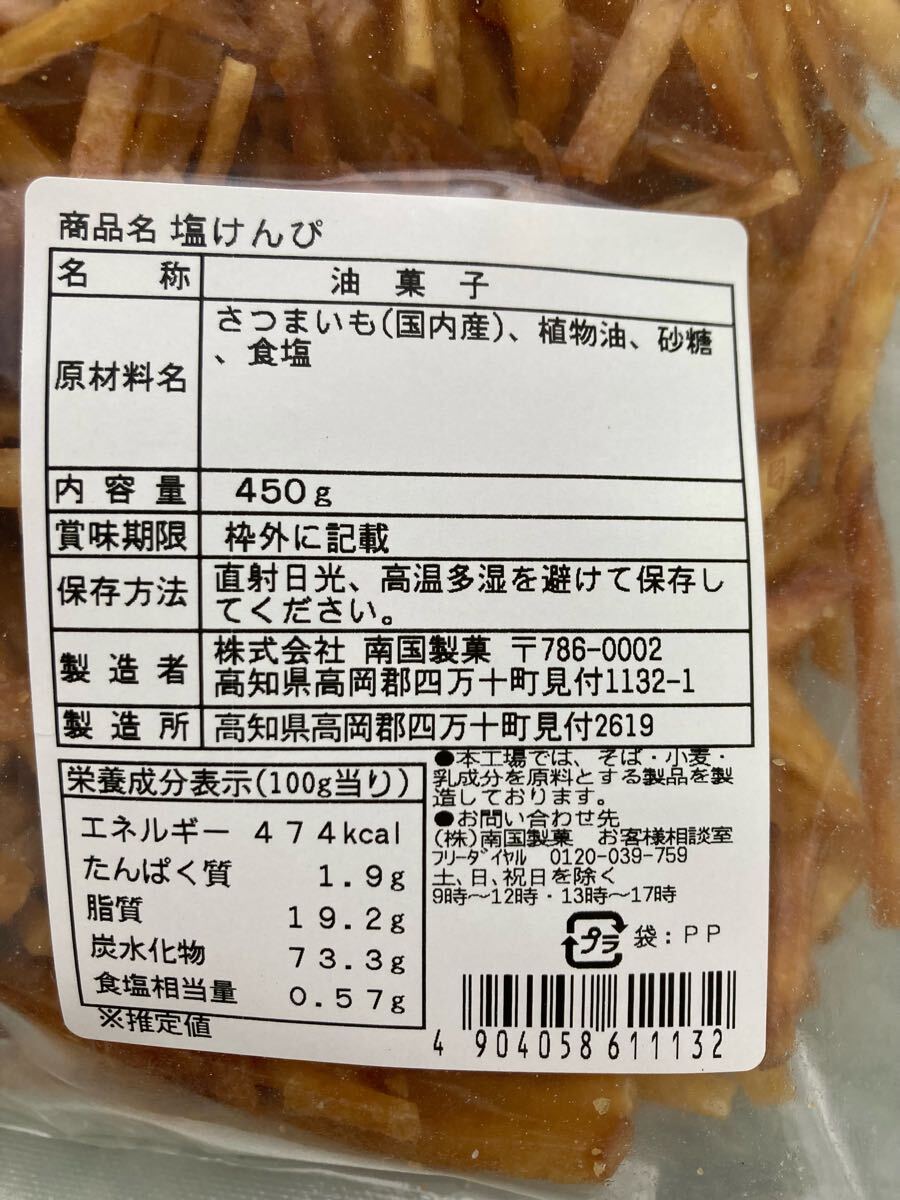 商品名 塩けんぴ
名称 油菓子
原材料名 さつまいも(国内産)、植物油、砂糖
、食塩
内容量 450g
賞味期限 枠外に記載
保存方法 直射日光、高温多湿を避けて保存し
てください。
製造者 株式会社 南国製菓 〒786-0002
高知県高岡郡四万十町見付1132-1
製造所 高知県高岡郡四万十町見付2619
栄養成分表示(100g当り)
エネルギー 474kcal
たんぱく質 1.9g
脂質 19.2g
炭水化物 73.3g
食塩相当量 0.57g
※推定値
●本工場では、そば・小麦・
乳成分を原料とする製品を製
造しております。
●お問い合わせ先
(株)南国製菓 お客様相談室
フリーダイヤル 0120-039-759
土、日、祝日を除く
9時～12時・13時～17時
プラ 袋:PP
4 904058 611132